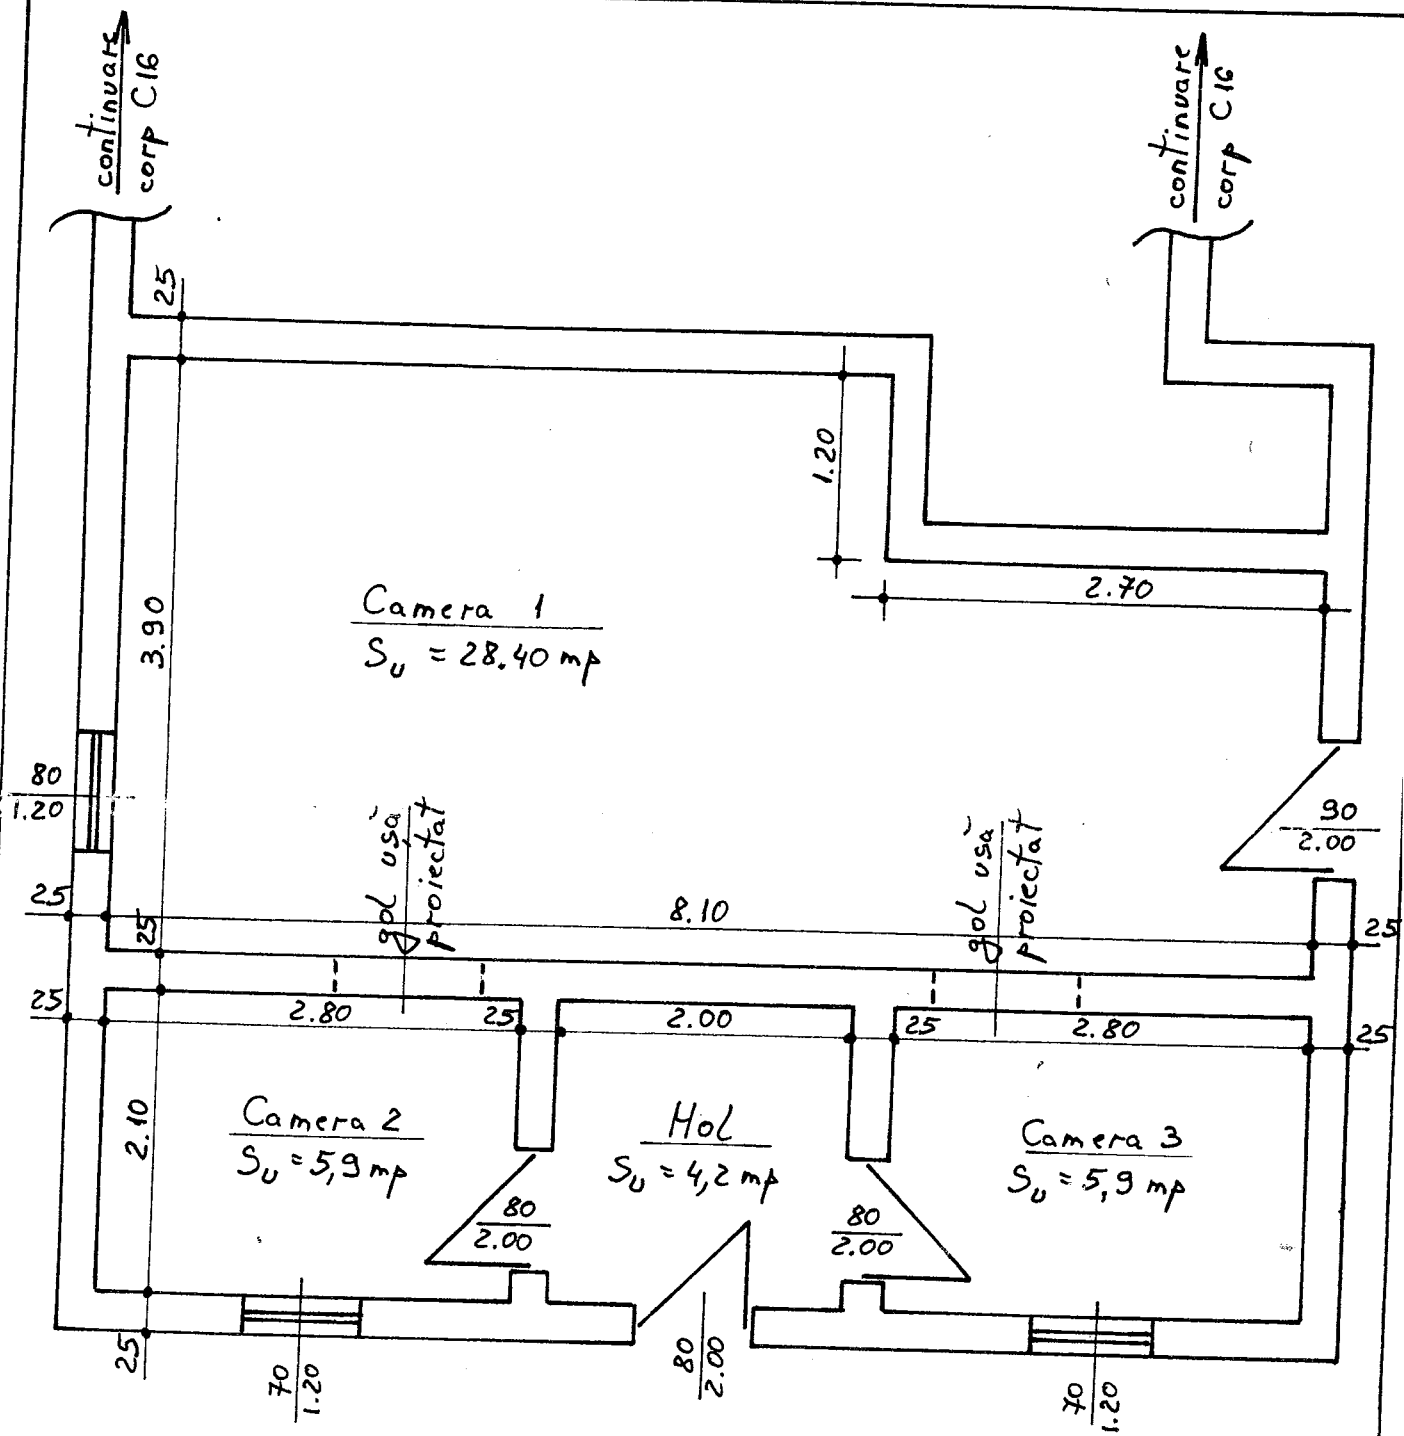 continuare
corp C16
continuare
corp C16
25
1.20
2.70
Camera 1
Su = 28.40 mp
3.90
80
1.20
90
2.00
gol ușă
proiectat
gol ușă
proiectat
25
25
8.10
25
25
2.80
25
2.00
25
2.80
25
2.10
Camera 2
Su = 5,9 mp
Hol
Su = 4,2 mp
Camera 3
Su = 5,9 mp
80
2.00
80
2.00
25
70
1.20
80
2.00
70
1.20